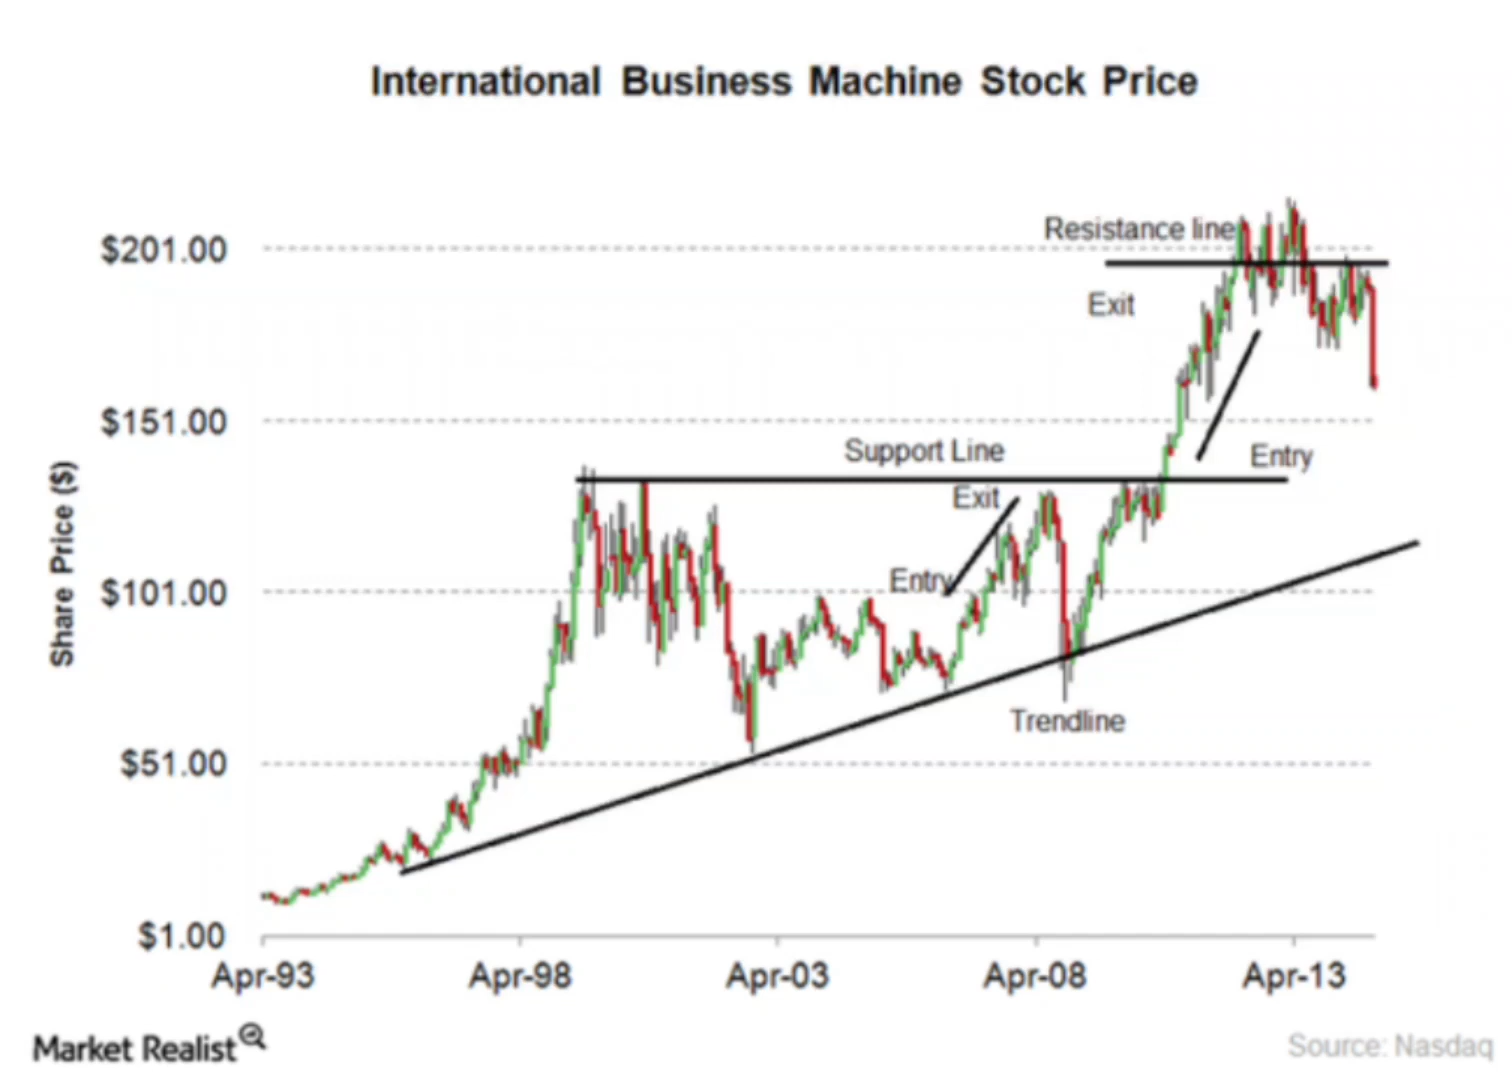 International Business Machine Stock Price
Share Price ($)
$201.00
$151.00
$101.00
$51.00
$1.00
Resistance line
Exit
Support Line
Entry
Exit
Entry
Trendline
Apr-93
Apr-98
Apr-03
Apr-08
Apr-13
Market Realist
Source: Nasdaq